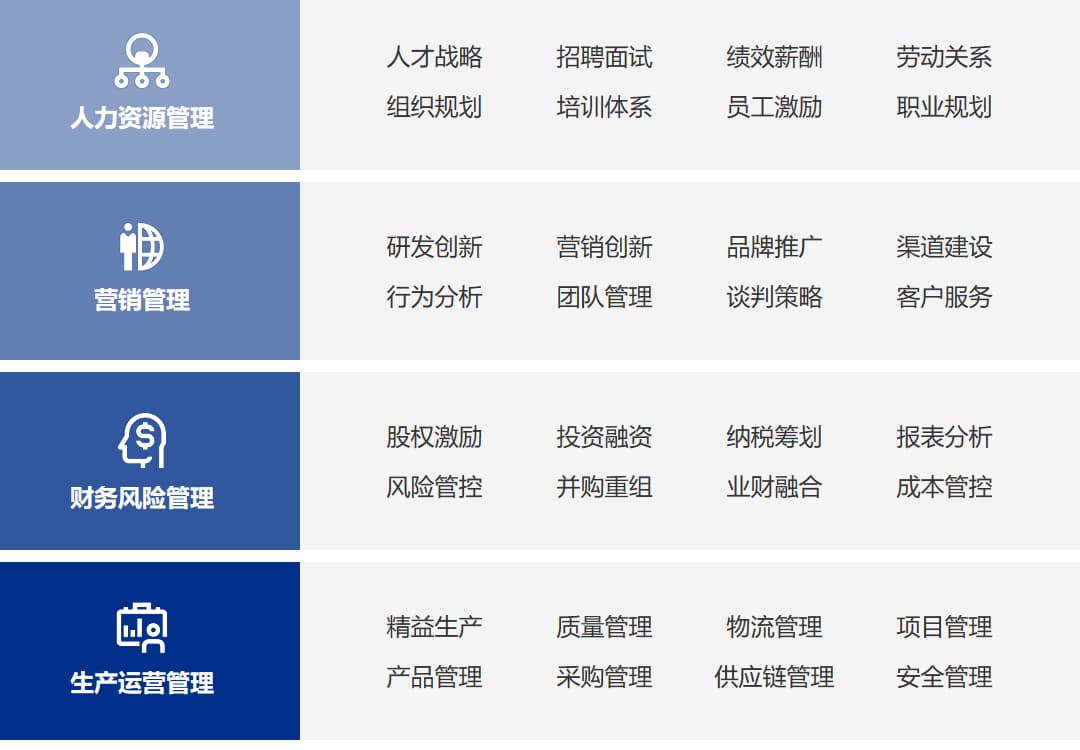 人力资源管理
人才战略 招聘面试 绩效薪酬 劳动关系
组织规划 培训体系 员工激励 职业规划
营销管理
研发创新 营销创新 品牌推广 渠道建设
行为分析 团队管理 谈判策略 客户服务
财务风险管理
股权激励 投资融资 纳税筹划 报表分析
风险管控 并购重组 业财融合 成本管控
生产运营管理
精益生产 质量管理 物流管理 项目管理
产品管理 采购管理 供应链管理 安全管理